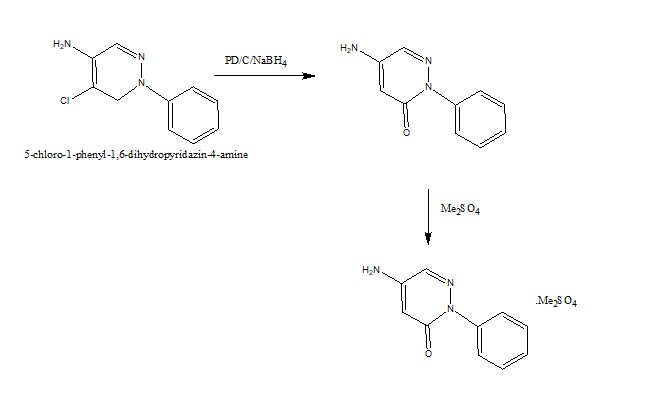 H₂N
N
N
Cl
5-chloro-1-phenyl-1,6-dihydropyridazin-4-amine
PD/C/NaBH₄
H₂N
N
N
O
Me₂SO₄
H₂N
N
N
O
.Me₂SO₄